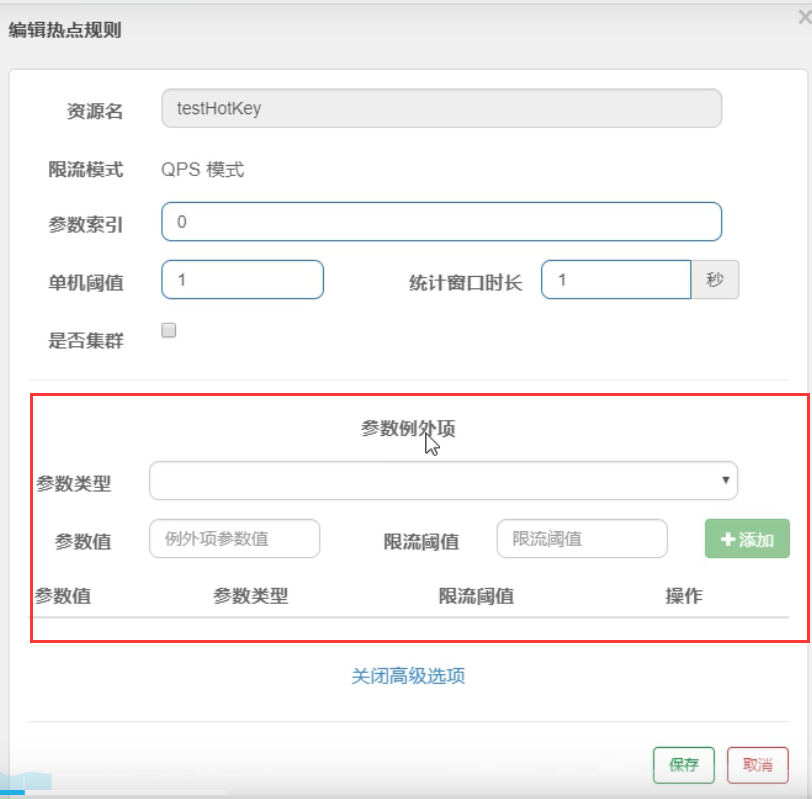 编辑热点规则 ×
资源名 testHotKey
限流模式 QPS 模式
参数索引 0
单机阈值 1 统计窗口时长 1 秒
是否集群
参数例外项
参数类型
参数值 例外项参数值 限流阈值 限流阈值 +添加
参数值 参数类型 限流阈值 操作
关闭高级选项
保存 取消